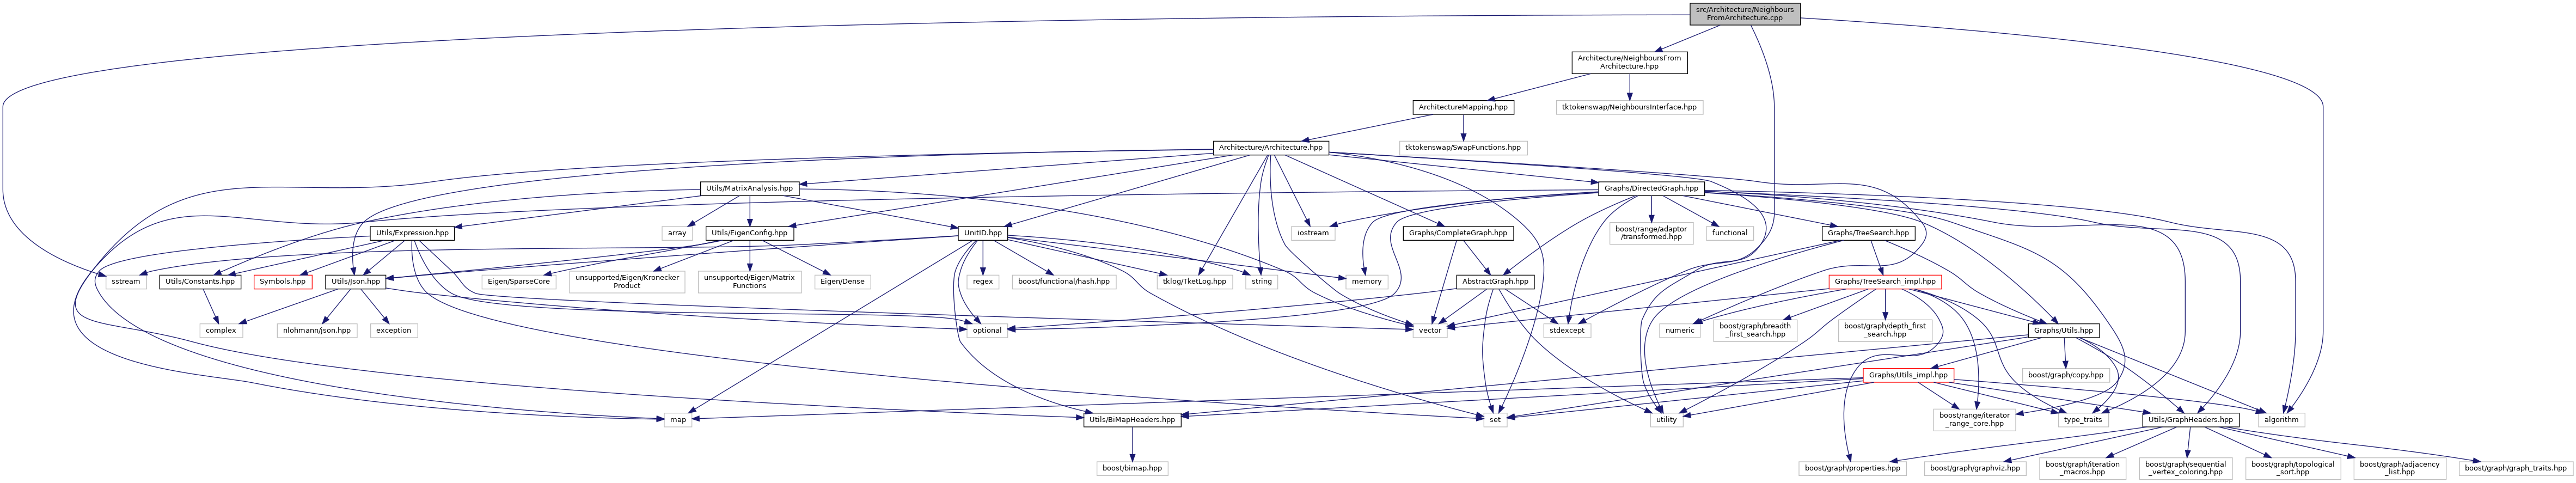 src/Architecture/Neighbours
FromArchitecture.cpp
Architecture/NeighboursFrom
Architecture.hpp
ArchitectureMapping.hpp
tktokenswap/NeighboursInterface.hpp
Architecture/Architecture.hpp
tktokenswap/SwapFunctions.hpp
Utils/MatrixAnalysis.hpp
Graphs/DirectedGraph.hpp
Utils/Expression.hpp
array
Utils/EigenConfig.hpp
UnitID.hpp
iostream
Graphs/CompleteGraph.hpp
boost/range/adaptor
/transformed.hpp
functional
Graphs/TreeSearch.hpp
sstream
Utils/Constants.hpp
Symbols.hpp
Utils/Json.hpp
Eigen/SparseCore
unsupported/Eigen/Kronecker
Product
unsupported/Eigen/Matrix
Functions
Eigen/Dense
regex
boost/functional/hash.hpp
tklog/TketLog.hpp
string
memory
AbstractGraph.hpp
Graphs/TreeSearch_impl.hpp
complex
nlohmann/json.hpp
exception
optional
vector
stdexcept
numeric
boost/graph/breadth
_first_search.hpp
boost/graph/depth_first
_search.hpp
Graphs/Utils.hpp
Graphs/Utils_impl.hpp
boost/graph/copy.hpp
map
Utils/BiMapHeaders.hpp
set
utility
boost/range/iterator
_range_core.hpp
type_traits
Utils/GraphHeaders.hpp
algorithm
boost/bimap.hpp
boost/graph/properties.hpp
boost/graph/graphviz.hpp
boost/graph/iteration
_macros.hpp
boost/graph/sequential
_vertex_coloring.hpp
boost/graph/topological
_sort.hpp
boost/graph/adjacency
_list.hpp
boost/graph/graph_traits.hpp